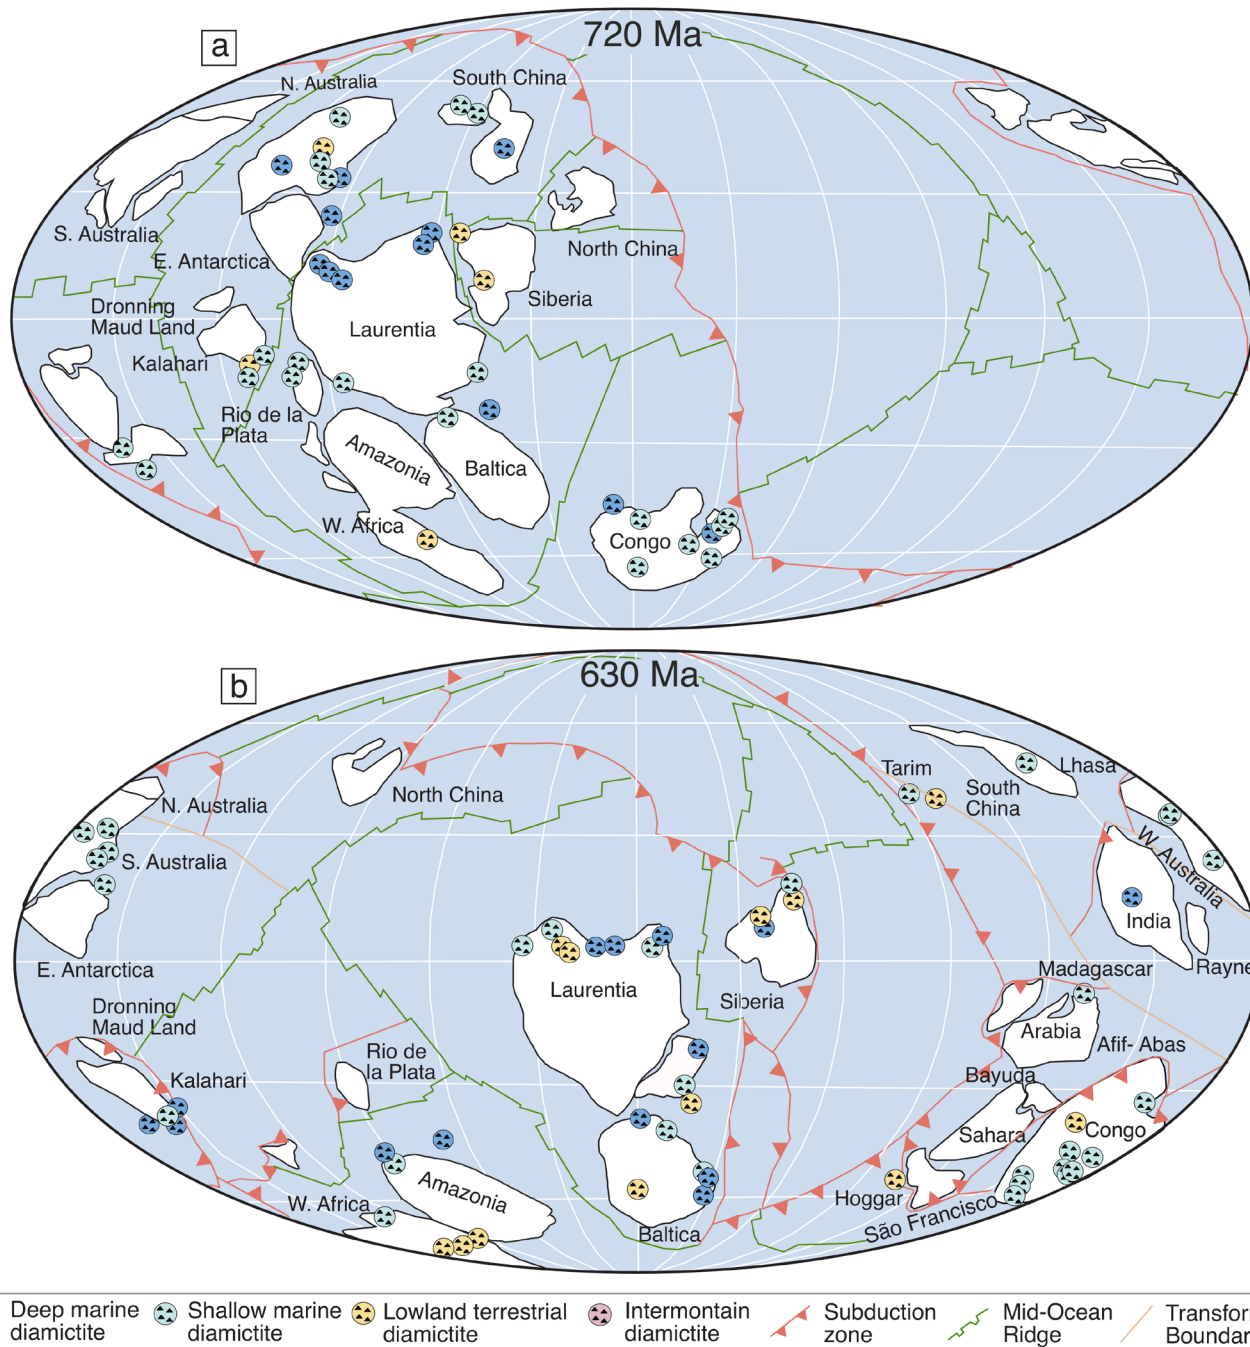 a
720 Ma
N. Australia
South China
S. Australia
E. Antarctica
North China
Dronning
Maud Land
Siberia
Laurentia
Kalahari
Rio de la
Plata
Amazonia
Baltica
W. Africa
Congo
b
630 Ma
Tarim
Lhasa
South
China
N. Australia
North China
S. Australia
W. Australia
India
E. Antarctica
Rayne
Madagascar
Laurentia
Siberia
Dronning
Maud Land
Arabia
Afif- Abas
Rio de
la Plata
Kalahari
Bayuda
Sahara
Congo
Amazonia
W. Africa
Hoggar
São Francisco
Baltica
Deep marine
diamictite
Shallow marine
diamictite
Lowland terrestrial
diamictite
Intermontain
diamictite
Subduction
zone
Mid-Ocean
Ridge
Transfor
Boundar